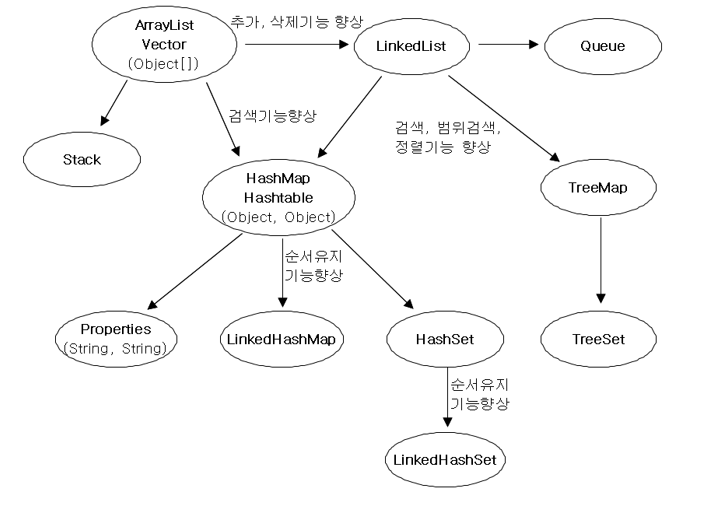 ArrayList
Vector
(Object[])
추가, 삭제기능 향상
LinkedList
Queue
검색기능향상
검색, 범위검색,
정렬기능 향상
Stack
HashMap
Hashtable
(Object, Object)
TreeMap
순서유지
기능향상
Properties
(String, String)
LinkedHashMap
HashSet
TreeSet
순서유지
기능향상
LinkedHashSet